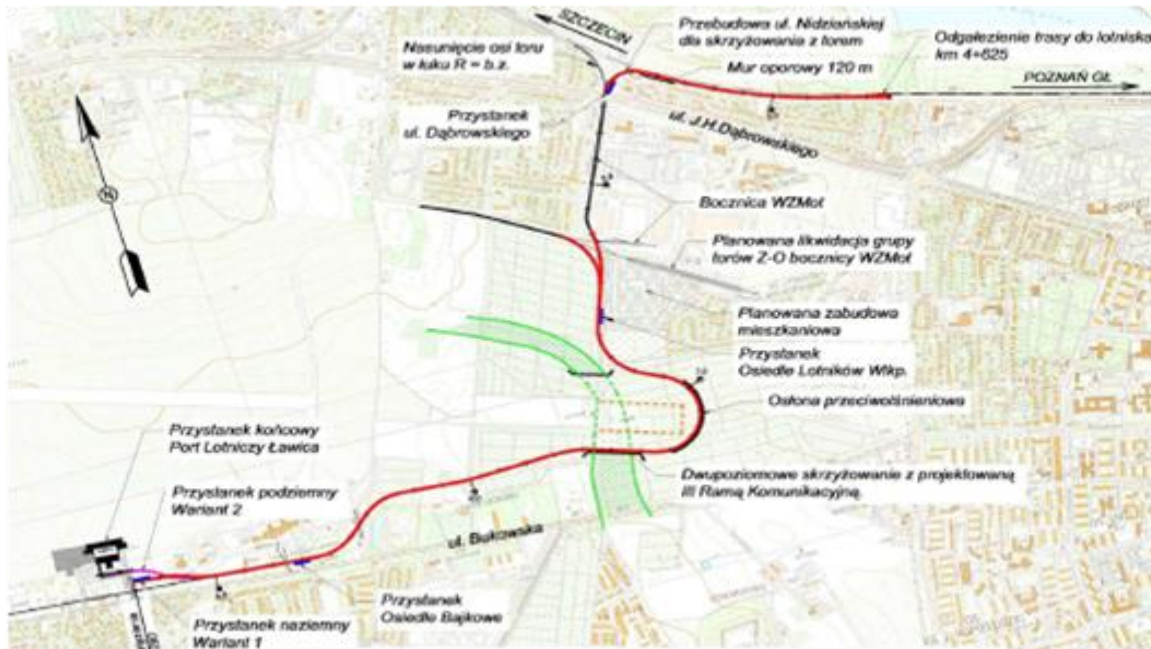 SZCZECIN
Przebudowa ul. Nidziańskiej
dla skrzyżowania z torem
Nasunięcie osi toru
w łuku R = b.z.
Odgałęzienie trasy do lotniska
km 4+625
Mur oporowy 120 m
POZNAŃ GŁ
Przystanek
ul. Dąbrowskiego
ul. J.H.Dąbrowskiego
N
Bocznica WZMot
Planowana likwidacja grupy
torów Z-O bocznicy WZMot
Planowana zabudowa
mieszkaniowa
Przystanek
Osiedle Lotników Wlkp.
Osłona przeciwolśnieniowa
Przystanek końcowy
Port Lotniczy Ławica
Dwupoziomowe skrzyżowanie z projektowaną
III Ramą Komunikacyjną
Przystanek podziemny
Wariant 2
ul. Bukowska
Przystanek
Osiedle Bajkowe
Przystanek naziemny
Wariant 1